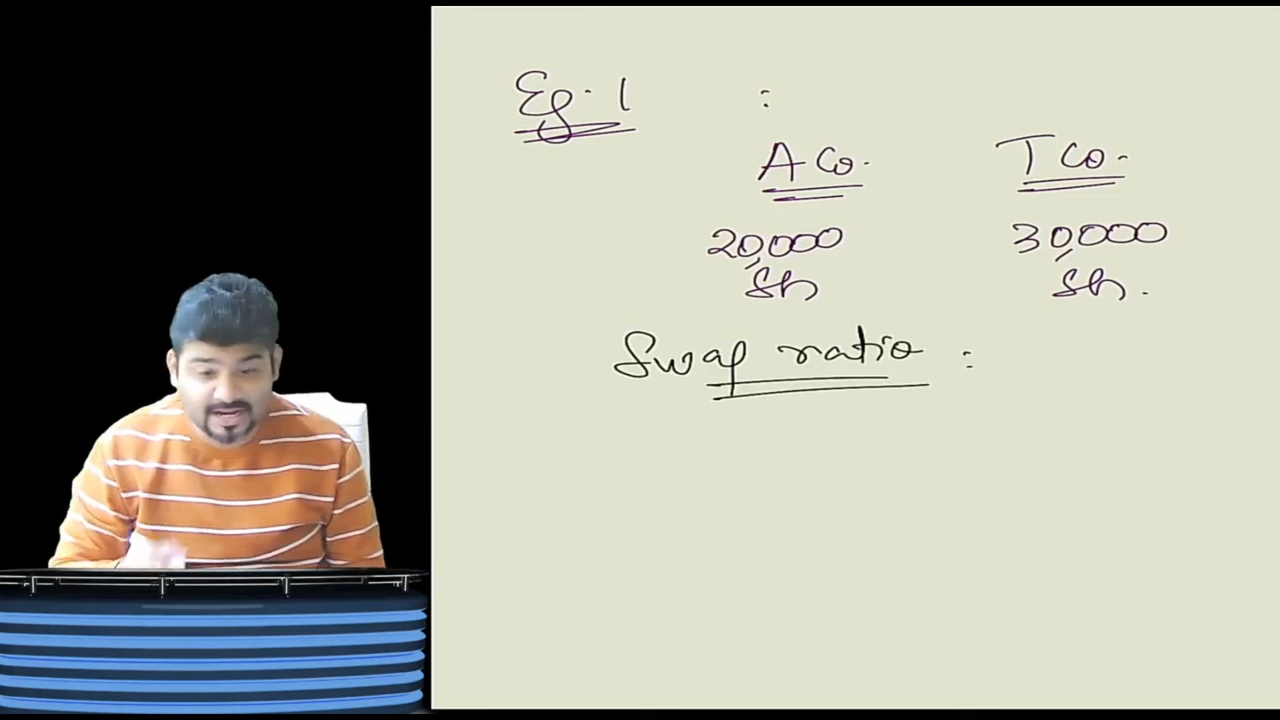 Eg. 1 :
A Co. T Co.
20,000 30,000
Sh Sh.
Swap ratio :